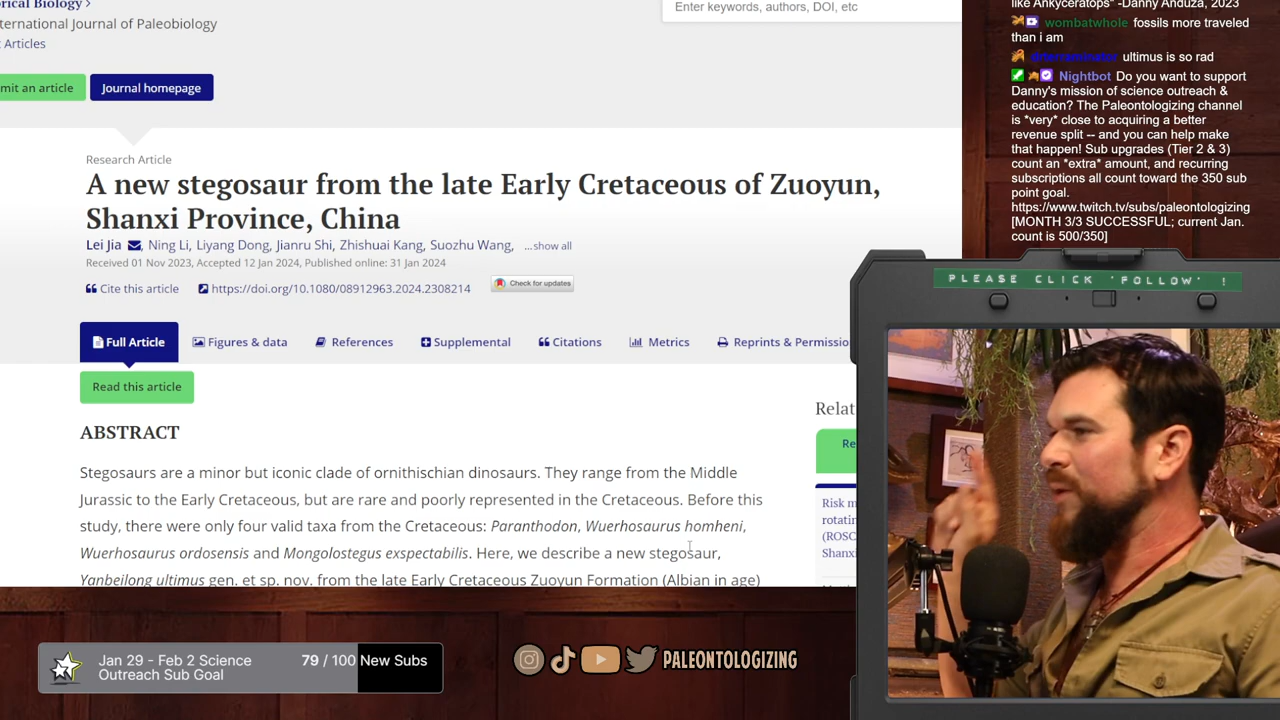 orical Biology >
nternational Journal of Paleobiology
t Articles
Enter keywords, authors, DOI, etc
mit an article
Journal homepage
Research Article
A new stegosaur from the late Early Cretaceous of Zuoyun,
Shanxi Province, China
Lei Jia, Ning Li, Liyang Dong, Jianru Shi, Zhishuai Kang, Suozhu Wang, ...show all
Received 01 Nov 2023, Accepted 12 Jan 2024, Published online: 31 Jan 2024
Cite this article
https://doi.org/10.1080/08912963.2024.2308214
Check for updates
Full Article
Figures & data
References
Supplemental
Citations
Metrics
Reprints & Permissio
Read this article
ABSTRACT
Stegosaurs are a minor but iconic clade of ornithischian dinosaurs. They range from the Middle
Jurassic to the Early Cretaceous, but are rare and poorly represented in the Cretaceous. Before this
study, there were only four valid taxa from the Cretaceous: Paranthodon, Wuerhosaurus homheni,
Wuerhosaurus ordosensis and Mongolostegus exspectabilis. Here, we describe a new stegosaur,
Yanbeilong ultimus gen. et sp. nov. from the late Early Cretaceous Zuoyun Formation (Albian in age)
Relat
Re
Risk m
rotatin
(ROSC
Shanxi
like Ankyceratops" -Danny Anduza, 2023
wombatwhole fossils more traveled
than i am
ultimus is so rad
Nightbot Do you want to support
Danny's mission of science outreach &
education? The Paleontologizing channel
is *very* close to acquiring a better
revenue split -- and you can help make
that happen! Sub upgrades (Tier 2 & 3)
count an *extra* amount, and recurring
subscriptions all count toward the 350 sub
point goal.
https://www.twitch.tv/subs/paleontologizing
[MONTH 3/3 SUCCESSFUL; current Jan.
count is 500/350]
PLEASE CLICK 'FOLLOW' !
Jan 29 - Feb 2 Science
Outreach Sub Goal
79 / 100 New Subs
PALEONTOLOGIZING